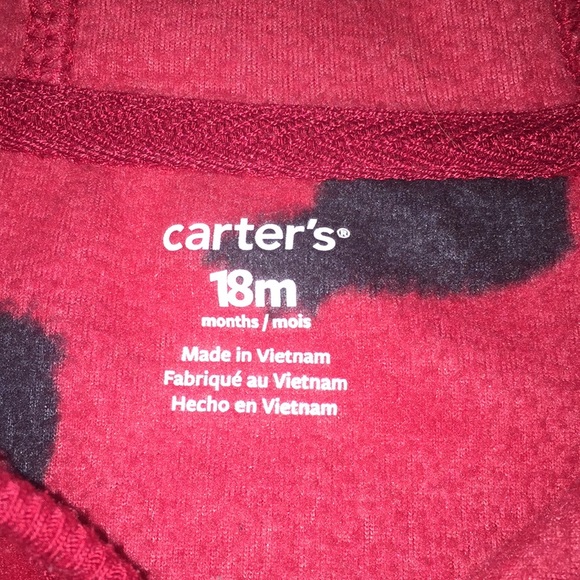 carter's®
18m
months / mois
Made in Vietnam
Fabriqué au Vietnam
Hecho en Vietnam